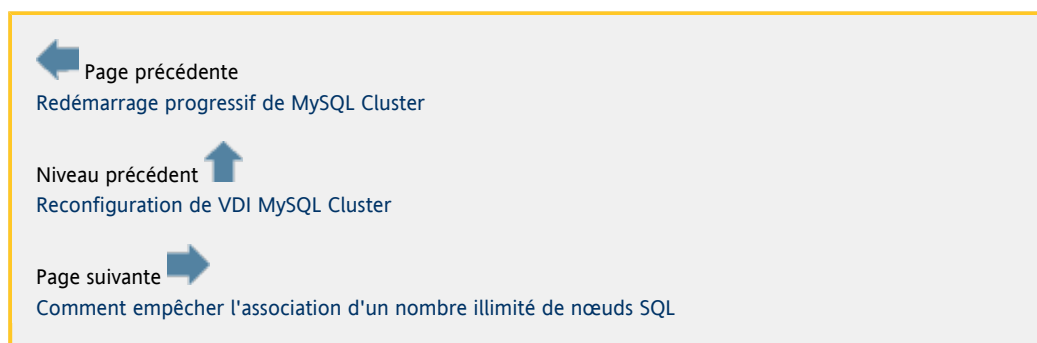 Page précédente
Redémarrage progressif de MySQL Cluster
Niveau précédent
Reconfiguration de VDI MySQL Cluster
Page suivante
Comment empêcher l'association d'un nombre illimité de nœuds SQL